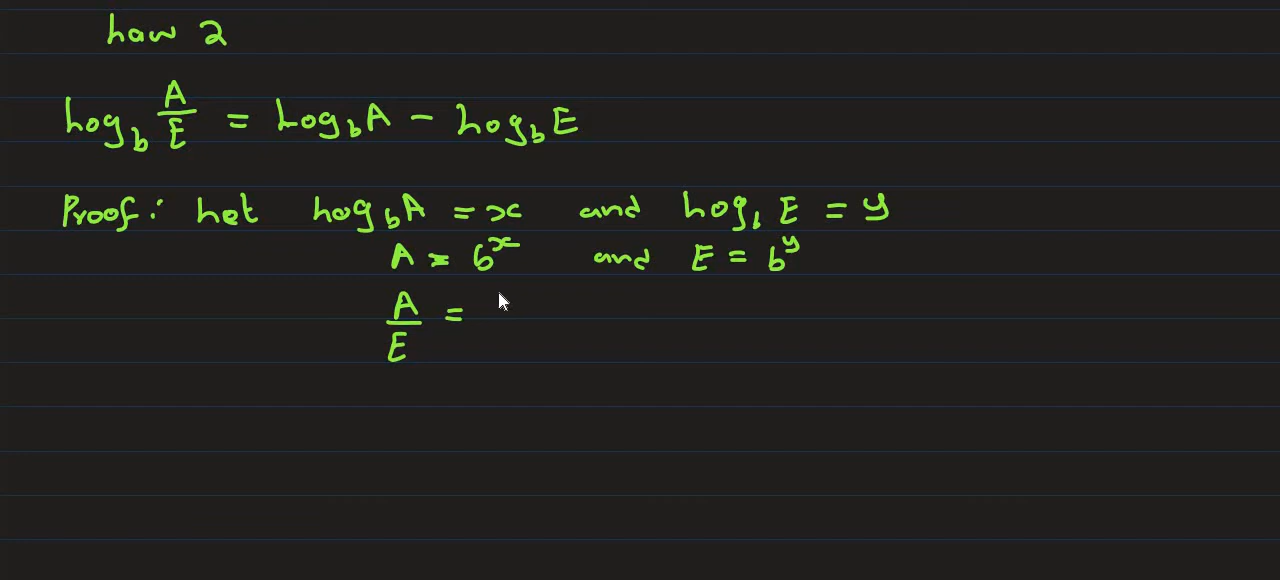 Law 2
Log_b A/E = Log_b A - Log_b E
Proof: Let Log_b A = x and Log_b E = y
A = b^x and E = b^y
A/E =